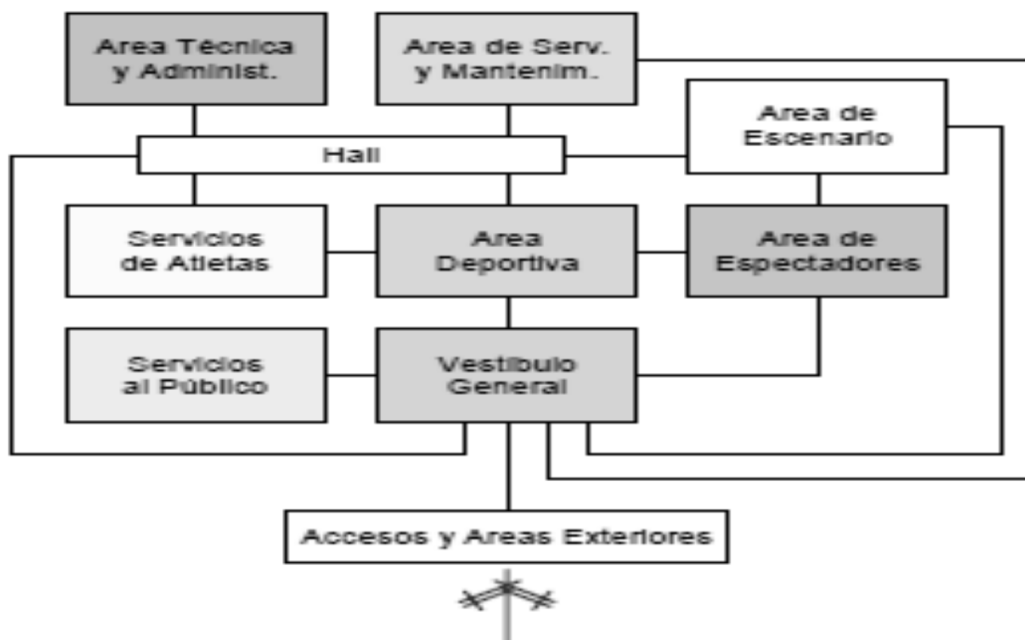 Area Técnica
y Administ.
Area de Serv.
y Mantenim.
Area de
Escenario
Hall
Servicios
de Atletas
Area
Deportiva
Area de
Espectadores
Servicios
al Público
Vestíbulo
General
Accesos y Areas Exteriores